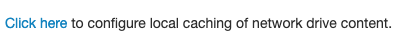 Click here to configure local caching of network drive content.